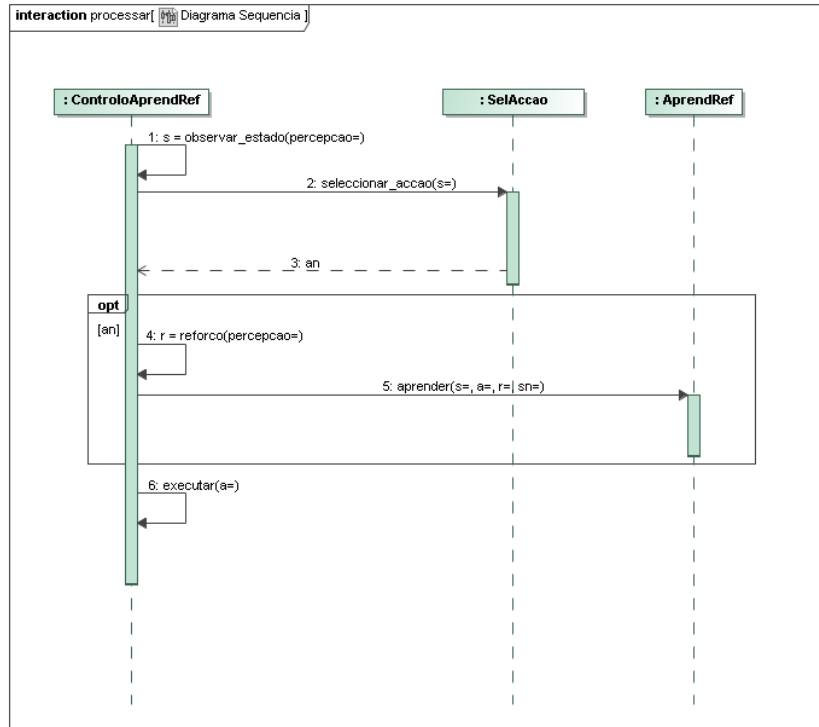 interaction processar[ Diagrama Sequencia ]
: ControloAprendRef
: SelAccao
: AprendRef
1: s = observar_estado(percepcao=)
2: seleccionar_accao(s=)
3: an
opt
[an]
4: r = reforco(percepcao=)
5: aprender(s=, a=, r=, sn=)
6: executar(a=)